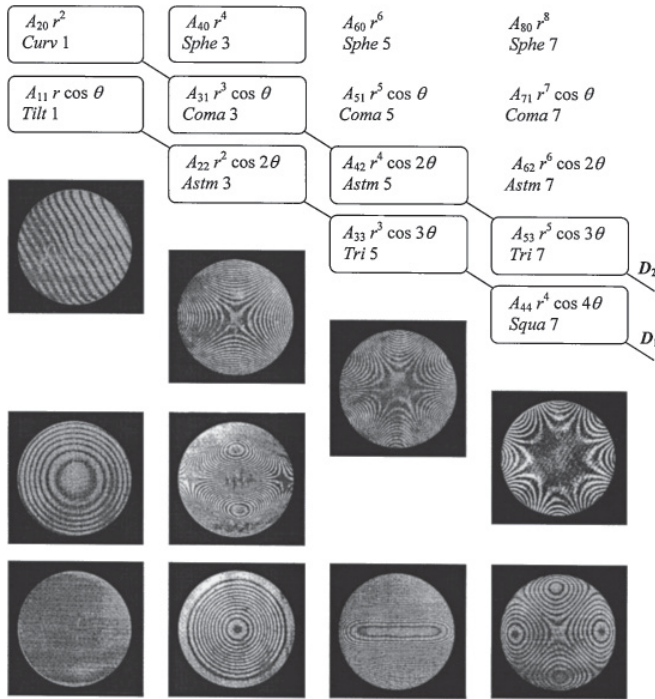 A₂₀ r² A₄₀ r⁴ A₆₀ r⁶ A₈₀ r⁸
Curv 1 Sphe 3 Sphe 5 Sphe 7
A₁₁ r cos θ A₃₁ r³ cos θ A₅₁ r⁵ cos θ A₇₁ r⁷ cos θ
Tilt 1 Coma 3 Coma 5 Coma 7
A₂₂ r² cos 2θ A₄₂ r⁴ cos 2θ A₆₂ r⁶ cos 2θ
Astm 3 Astm 5 Astm 7
A₃₃ r³ cos 3θ A₅₃ r⁵ cos 3θ
Tri 5 Tri 7
D₂
A₄₄ r⁴ cos 4θ
Squa 7
D₁